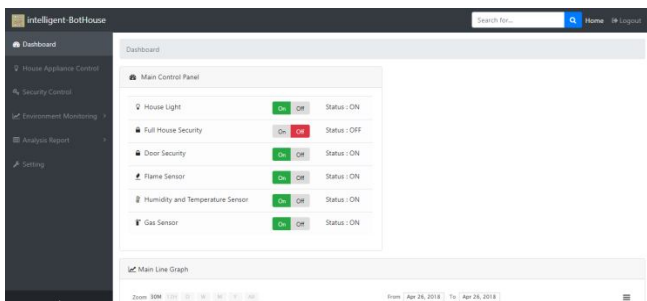 intelligent-BotHouse
Search for...
Home
Logout
Dashboard
House Appliance Control
Security Control
Environment Monitoring
Analysis Report
Setting
Dashboard
Main Control Panel
House Light On Off Status : ON
Full House Security On Off Status : OFF
Door Security On Off Status : ON
Flame Sensor On Off Status : ON
Humidity and Temperature Sensor On Off Status : ON
Gas Sensor On Off Status : ON
Main Line Graph
Zoom From Apr 26, 2018 To Apr 26, 2018